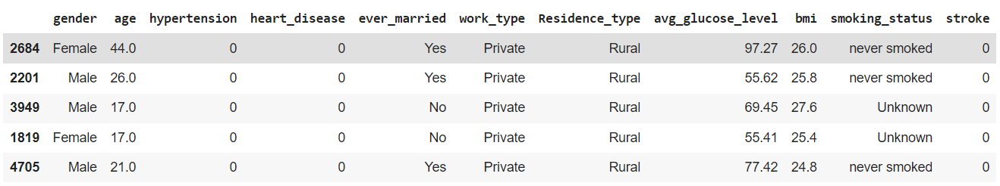 gender age hypertension heart_disease ever_married work_type Residence_type avg_glucose_level bmi smoking_status stroke
2684 Female 44.0 0 0 Yes Private Rural 97.27 26.0 never smoked 0
2201 Male 26.0 0 0 Yes Private Rural 55.62 25.8 never smoked 0
3949 Male 17.0 0 0 No Private Rural 69.45 27.6 Unknown 0
1819 Female 17.0 0 0 No Private Rural 55.41 25.4 Unknown 0
4705 Male 21.0 0 0 Yes Private Rural 77.42 24.8 never smoked 0